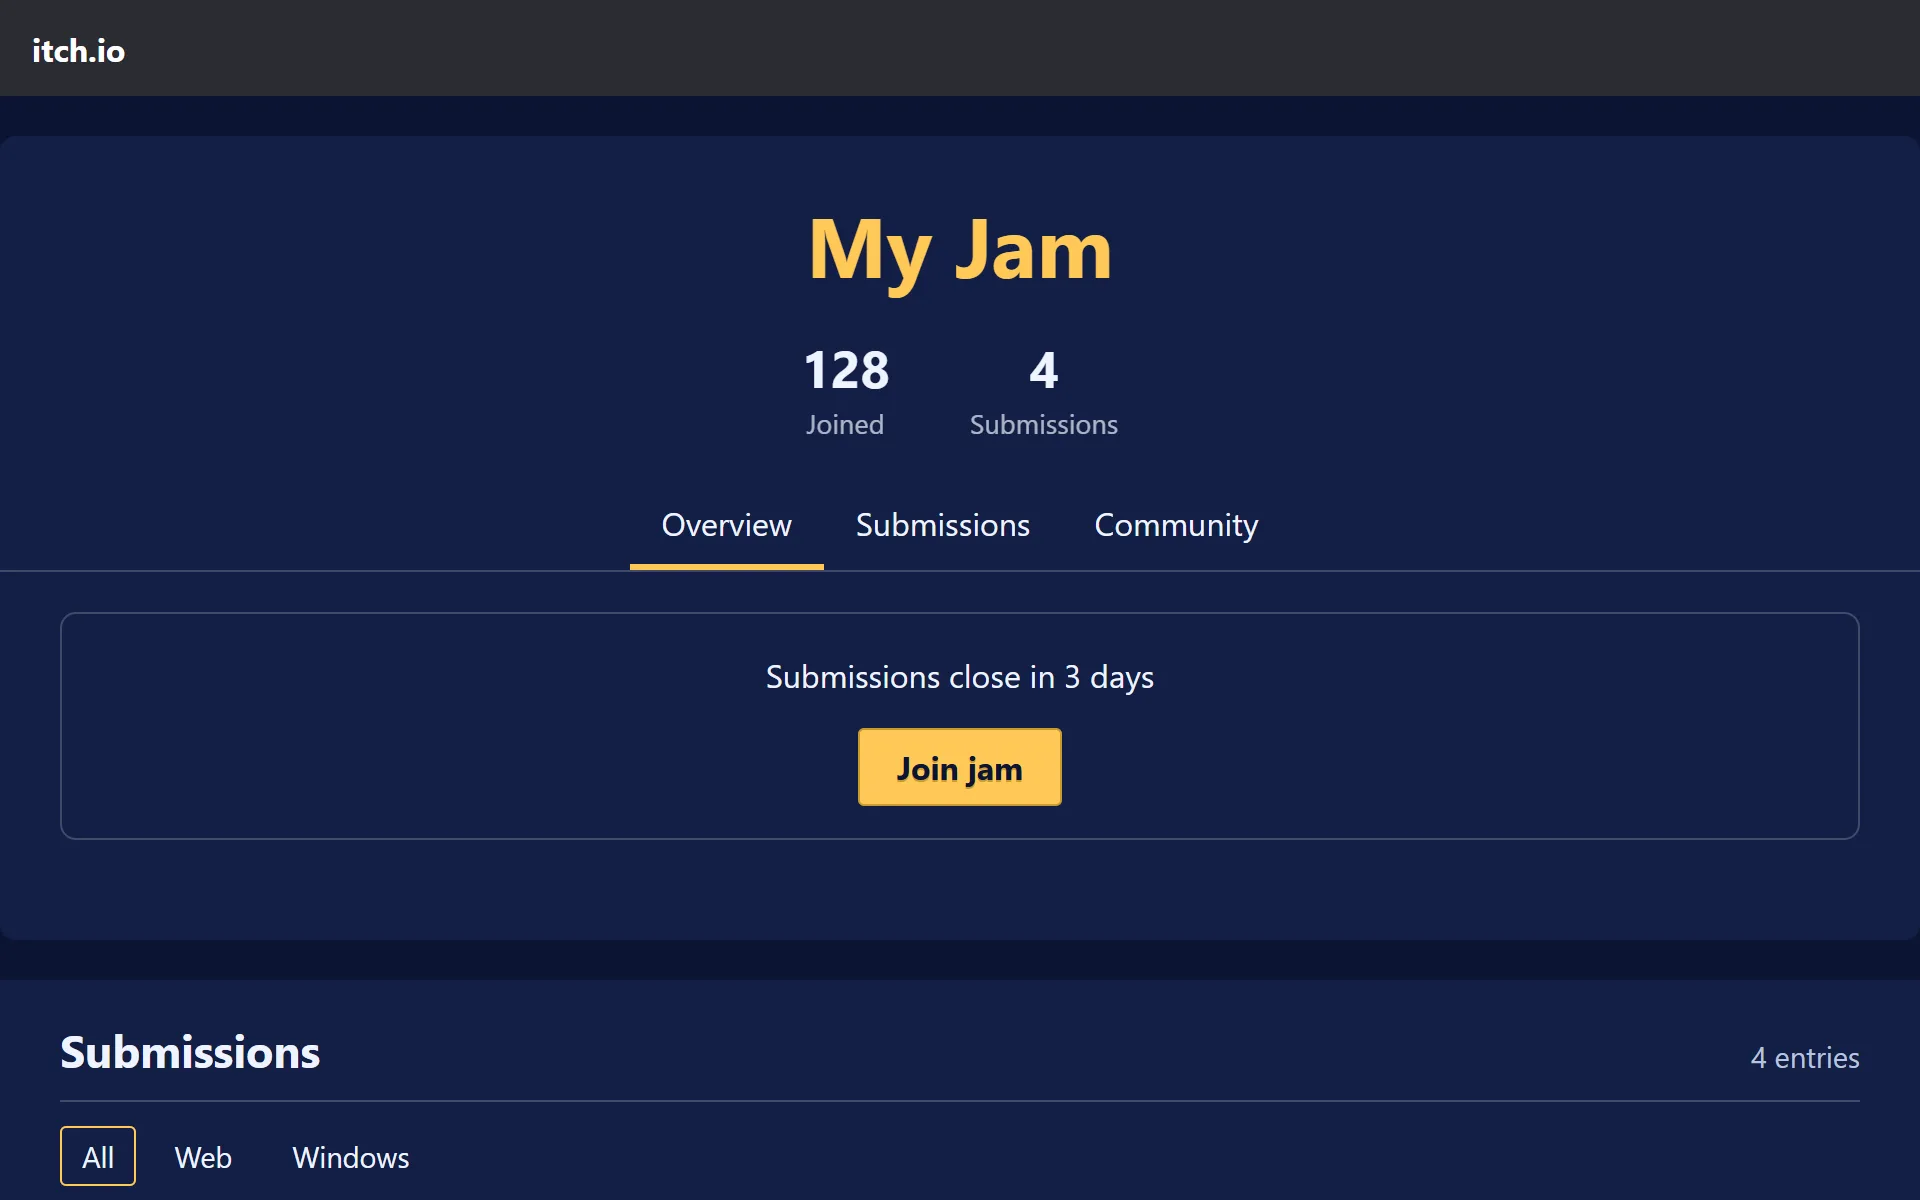 itch.io
My Jam
128 4
Joined Submissions
Overview Submissions Community
Submissions close in 3 days
Join jam
Submissions 4 entries
All Web Windows